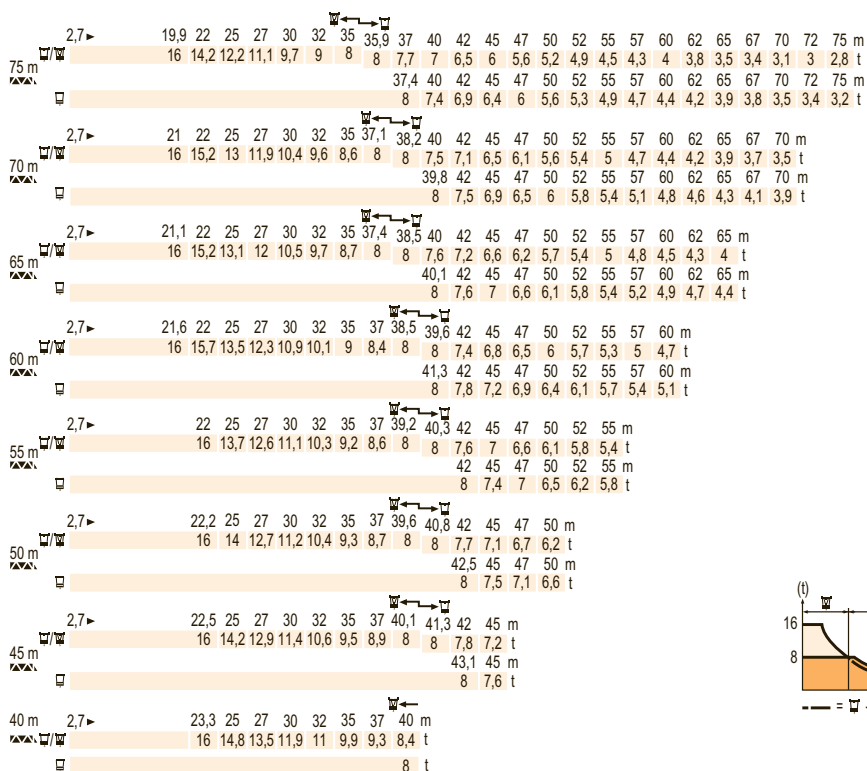 2,7► 19,9 22 25 27 30 32 35 35,9 37 40 42 45 47 50 52 55 57 60 62 65 67 70 72 75 m
16 14,2 12,2 11,1 9,7 9 8 8 7,7 7 6,5 6 5,6 5,2 4,9 4,5 4,3 4 3,8 3,5 3,4 3,1 3 2,8 t
75 m
37,4 40 42 45 47 50 52 55 57 60 62 65 67 70 72 75 m
8 7,4 6,9 6,4 6 5,6 5,3 4,9 4,7 4,4 4,2 3,9 3,8 3,5 3,4 3,2 t
2,7► 21 22 25 27 30 32 35 37,1 38,2 40 42 45 47 50 52 55 57 60 62 65 67 70 m
16 15,2 13 11,9 10,4 9,6 8,6 8 8 7,5 7,1 6,5 6,1 5,6 5,4 5 4,7 4,4 4,2 3,9 3,7 3,5 t
70 m
39,8 42 45 47 50 52 55 57 60 62 65 67 70 m
8 7,5 6,9 6,5 6 5,8 5,4 5,1 4,8 4,6 4,3 4,1 3,9 t
2,7► 21,1 22 25 27 30 32 35 37,4 38,5 40 42 45 47 50 52 55 57 60 62 65 m
16 15,2 13,1 12 10,5 9,7 8,7 8 8 7,6 7,2 6,6 6,2 5,7 5,4 5 4,8 4,5 4,3 4 t
65 m
40,1 42 45 47 50 52 55 57 60 62 65 m
8 7,6 7 6,6 6,1 5,8 5,4 5,2 4,9 4,7 4,4 t
2,7► 21,6 22 25 27 30 32 35 37 38,5 39,6 42 45 47 50 52 55 57 60 m
16 15,7 13,5 12,3 10,9 10,1 9 8,4 8 8 7,4 6,8 6,5 6 5,7 5,3 5 4,7 t
60 m
41,3 42 45 47 50 52 55 57 60 m
8 7,8 7,2 6,9 6,4 6,1 5,7 5,4 5,1 t
2,7► 22 25 27 30 32 35 37 39,2 40,3 42 45 47 50 52 55 m
16 13,7 12,6 11,1 10,3 9,2 8,6 8 8 7,6 7 6,6 6,1 5,8 5,4 t
55 m
42 45 47 50 52 55 m
8 7,4 7 6,5 6,2 5,8 t
2,7► 22,2 25 27 30 32 35 37 39,6 40,8 42 45 47 50 m
16 14 12,7 11,2 10,4 9,3 8,7 8 8 7,7 7,1 6,7 6,2 t
50 m
42,5 45 47 50 m
8 7,5 7,1 6,6 t
2,7► 22,5 25 27 30 32 35 37 40,1 41,3 42 45 m
16 14,2 12,9 11,4 10,6 9,5 8,9 8 8 7,8 7,2 t
45 m
43,1 45 m
8 7,6 t
40 m 2,7► 23,3 25 27 30 32 35 37 40 m
16 14,8 13,5 11,9 11 9,9 9,3 8,4 t
8 t
(t)
16
8
=